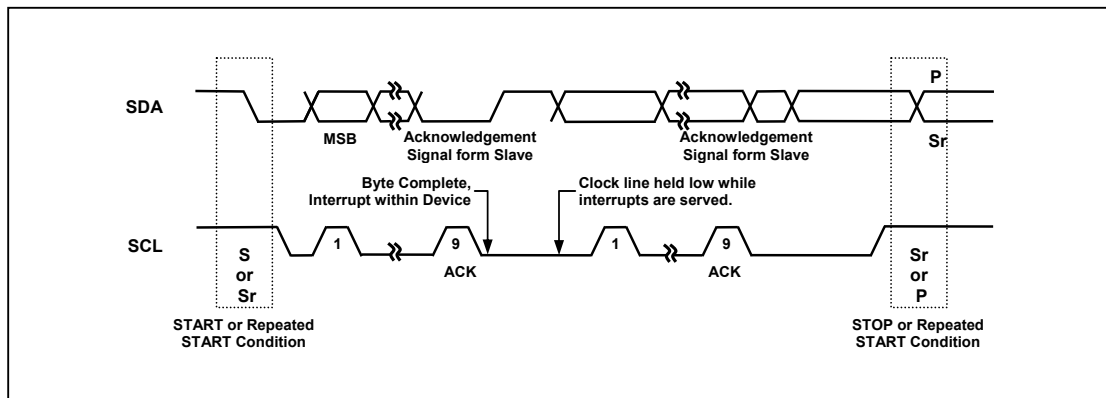 P
SDA
MSB
Acknowledgement
Signal form Slave
Acknowledgement
Signal form Slave
Sr
Byte Complete,
Interrupt within Device
Clock line held low while
interrupts are served.
SCL
1
9
1
9
ACK
ACK
S
or
Sr
Sr
or
P
START or Repeated
START Condition
STOP or Repeated
START Condition